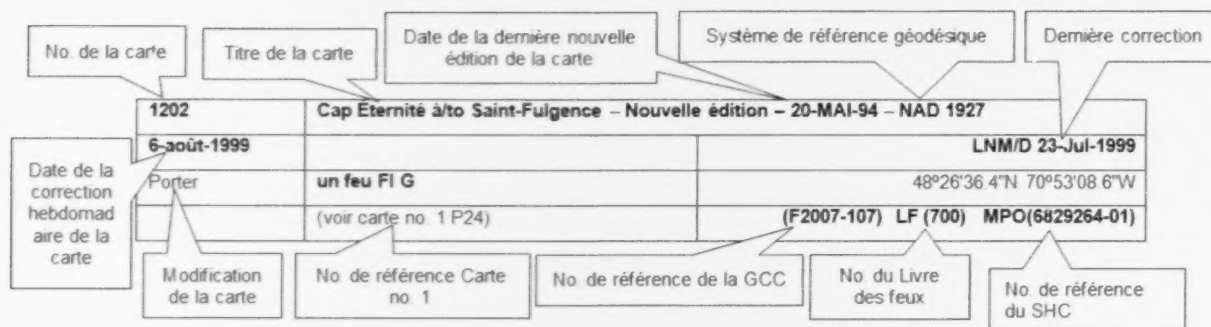 No. de la carte
Titre de la carte
Date de la dernière nouvelle
édition de la carte
Système de référence géodésique
Dernière correction
1202
Cap Éternité à/to Saint-Fulgence – Nouvelle édition – 20-MAI-94 – NAD 1927
6-août-1999
LNM/D 23-Jul-1999
Porter
un feu Fl G
48º26'36.4"N 70º53'08.6"W
(voir carte no. 1 P24)
(F2007-107) LF (700) MPO(6829264-01)
Date de la
correction
hebdomad
aire de la
carte
Modification
de la carte
No. de référence Carte
no. 1
No. de référence de la GCC
No. du Livre
des feux
No. de référence
du SHC